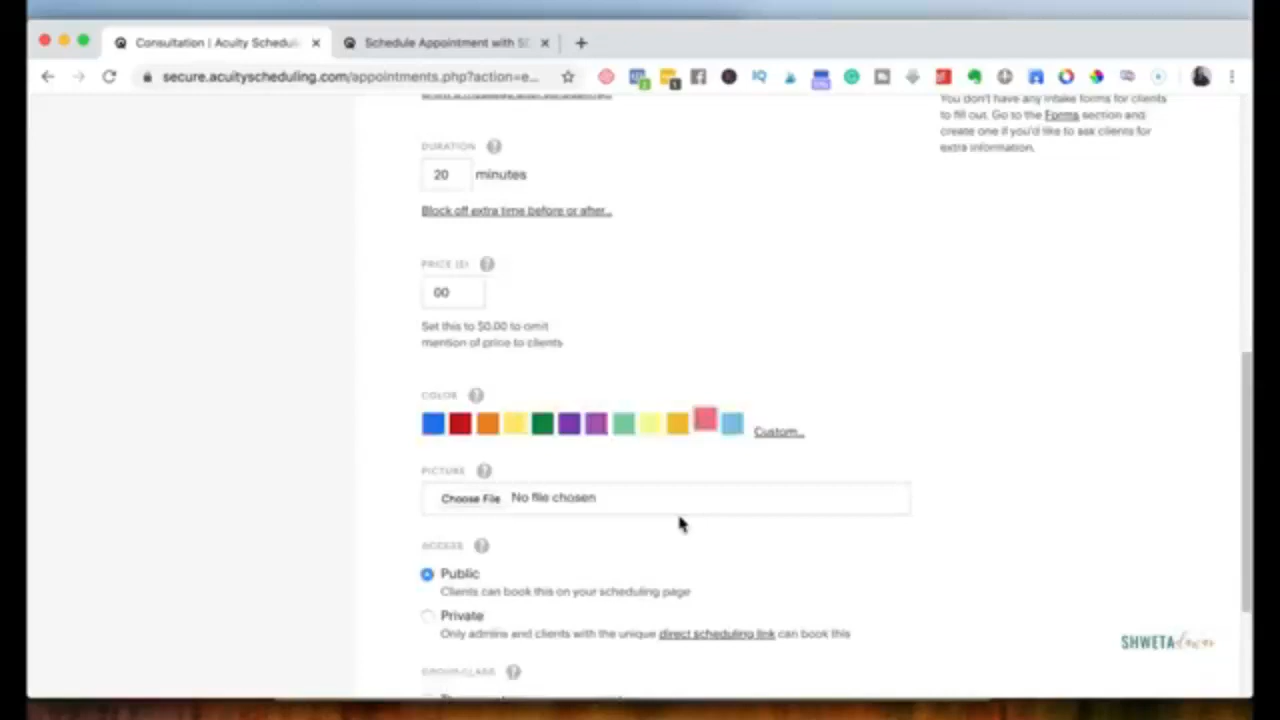 Consultation | Acuity Scheduli
Schedule Appointment with
secure.acuityscheduling.com/appointments.php?action=e...
You don't have any intake forms for clients
to fill out. Go to the Forms section and
create one if you'd like to ask clients for
extra information.
DURATION ?
20 minutes
Block off extra time before or after...
PRICE ?
00
Set this to $0.00 to omit
mention of price to clients
COLOR ?
Custom...
PICTURE ?
Choose File No file chosen
ACCESS ?
Public
Clients can book this on your scheduling page
Private
Only admins and clients with the unique direct scheduling link can book this
SHWETA
?